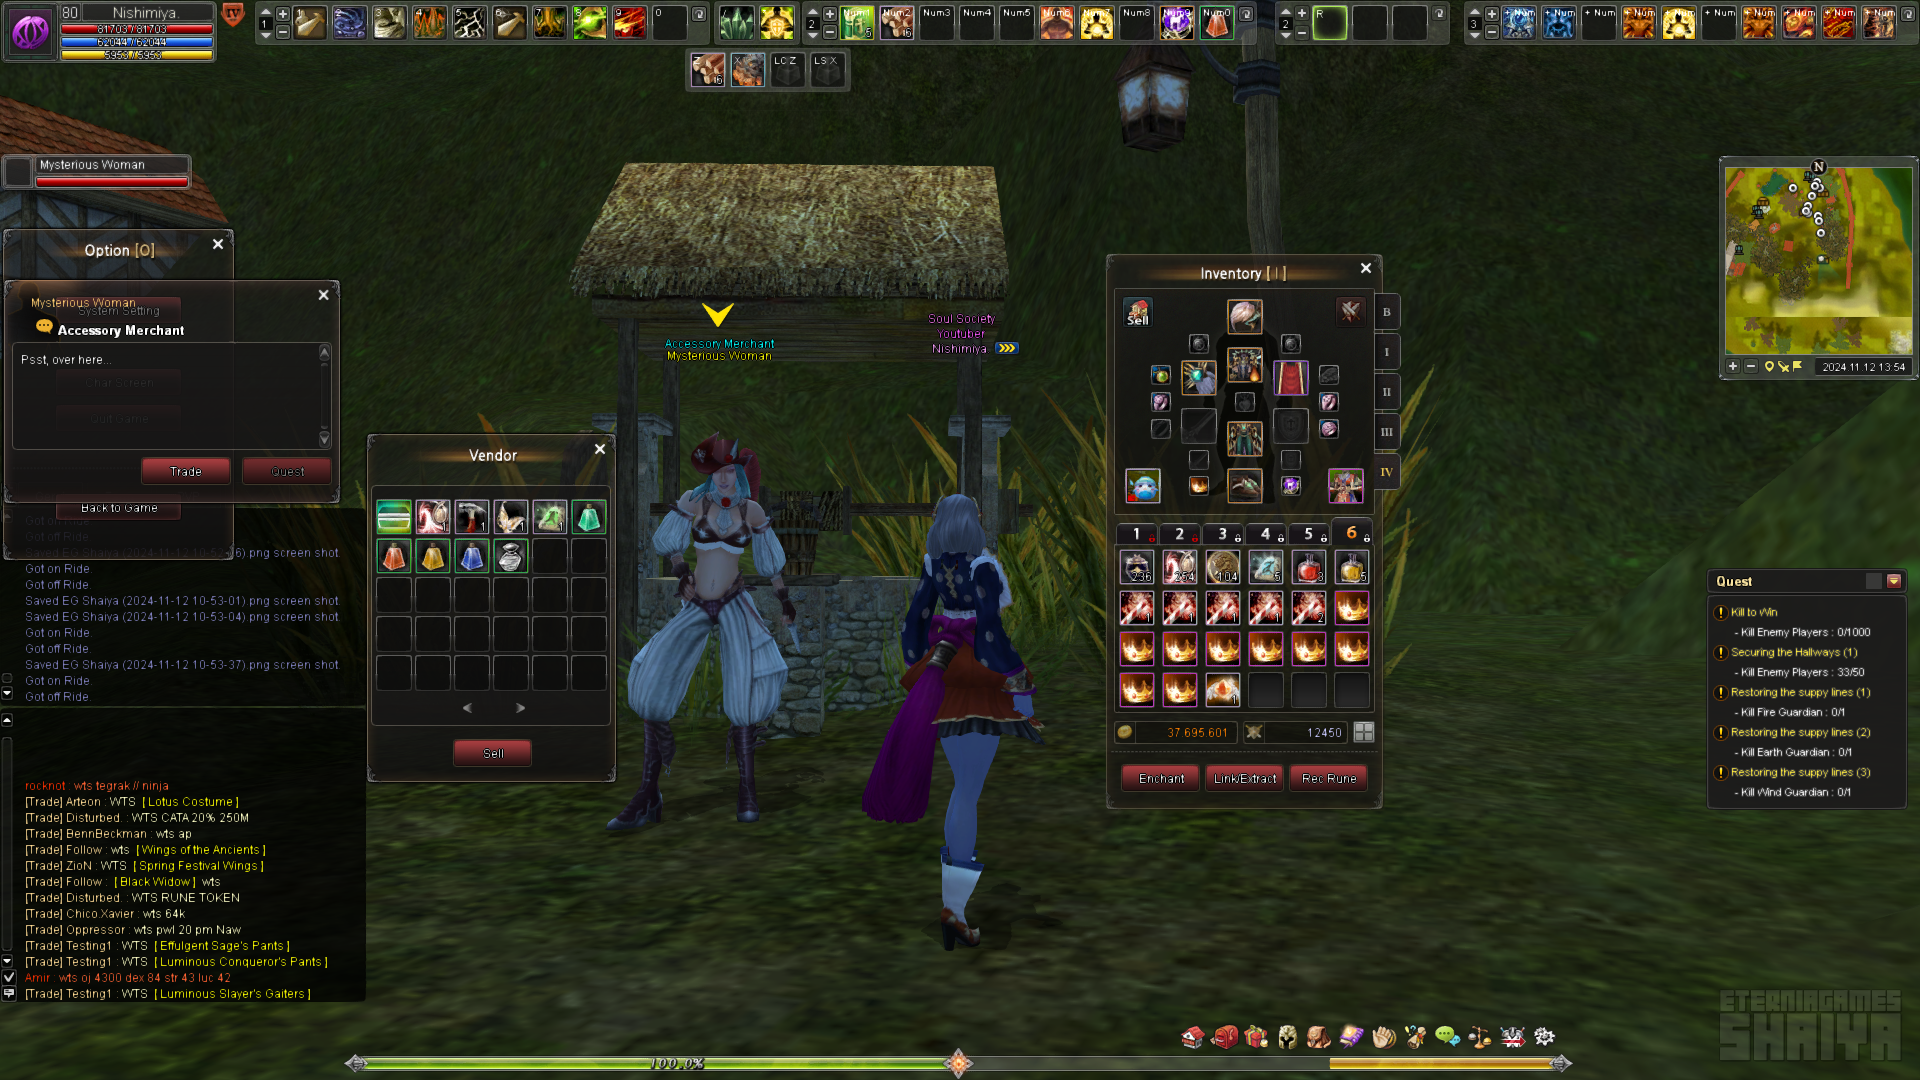 80 Nishimiya.
81703 / 81703
62044 / 62044
5953 / 5953
IV
LC Z
LS X
Mysterious Woman
Option [O]
Mysterious Woman
System Setting
Accessory Merchant
Psst, over here...
Char Screen
Quit Game
Trade
Quest
Back to Game
Got off Ride.
Got on Ride.
Got off Ride.
Saved EG Shaiya (2024-11-12 10-53-01).png screen shot.
Saved EG Shaiya (2024-11-12 10-53-04).png screen shot.
Got on Ride.
Got off Ride.
Saved EG Shaiya (2024-11-12 10-53-37).png screen shot.
Got on Ride.
Got off Ride.
rocknot : wts tegrak // ninja
[Trade] Arteon : WTS [ Lotus Costume ]
[Trade] Disturbed. : WTS CATA 20% 250M
[Trade] BennBeckman : wts ap
[Trade] Follow : wts [ Wings of the Ancients ]
[Trade] ZioN : WTS [ Spring Festival Wings ]
[Trade] Follow : [ Black Widow ] wts
[Trade] Disturbed. : WTS RUNE TOKEN
[Trade] Chico.Xavier : wts 64k
[Trade] Oppressor : wts pwl 20 pm Naw
[Trade] Testing1 : WTS [ Effulgent Sage's Pants ]
[Trade] Testing1 : WTS [ Luminous Conqueror's Pants ]
Amir : wts oj 4300 dex 84 str 43 luc 42
[Trade] Testing1 : WTS [ Luminous Slayer's Gaiters ]
Vendor
Sell
Accessory Merchant
Mysterious Woman
Soul Society
Youtuber
Nishimiya
Inventory [ I ]
Sell
B
I
II
III
IV
1 2 3 4 5 6
236 254 104 5 3 5
37.695.601
12450
Enchant
Link/Extract
Rec Rune
N
2024 11 12 13:54
Quest
Kill to Win
- Kill Enemy Players : 0/1000
Securing the Hallways (1)
- Kill Enemy Players : 33/50
Restoring the suppy lines (1)
- Kill Fire Guardian : 0/1
Restoring the suppy lines (2)
- Kill Earth Guardian : 0/1
Restoring the suppy lines (3)
- Kill Wind Guardian : 0/1
100.0%
ETERNIAGAMES
SHAIYA